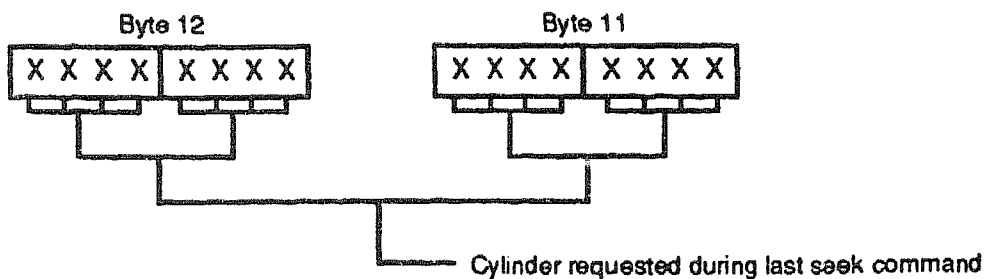 Byte 12 Byte 11
X X X X X X X X X X X X X X X X
Cylinder requested during last seek command